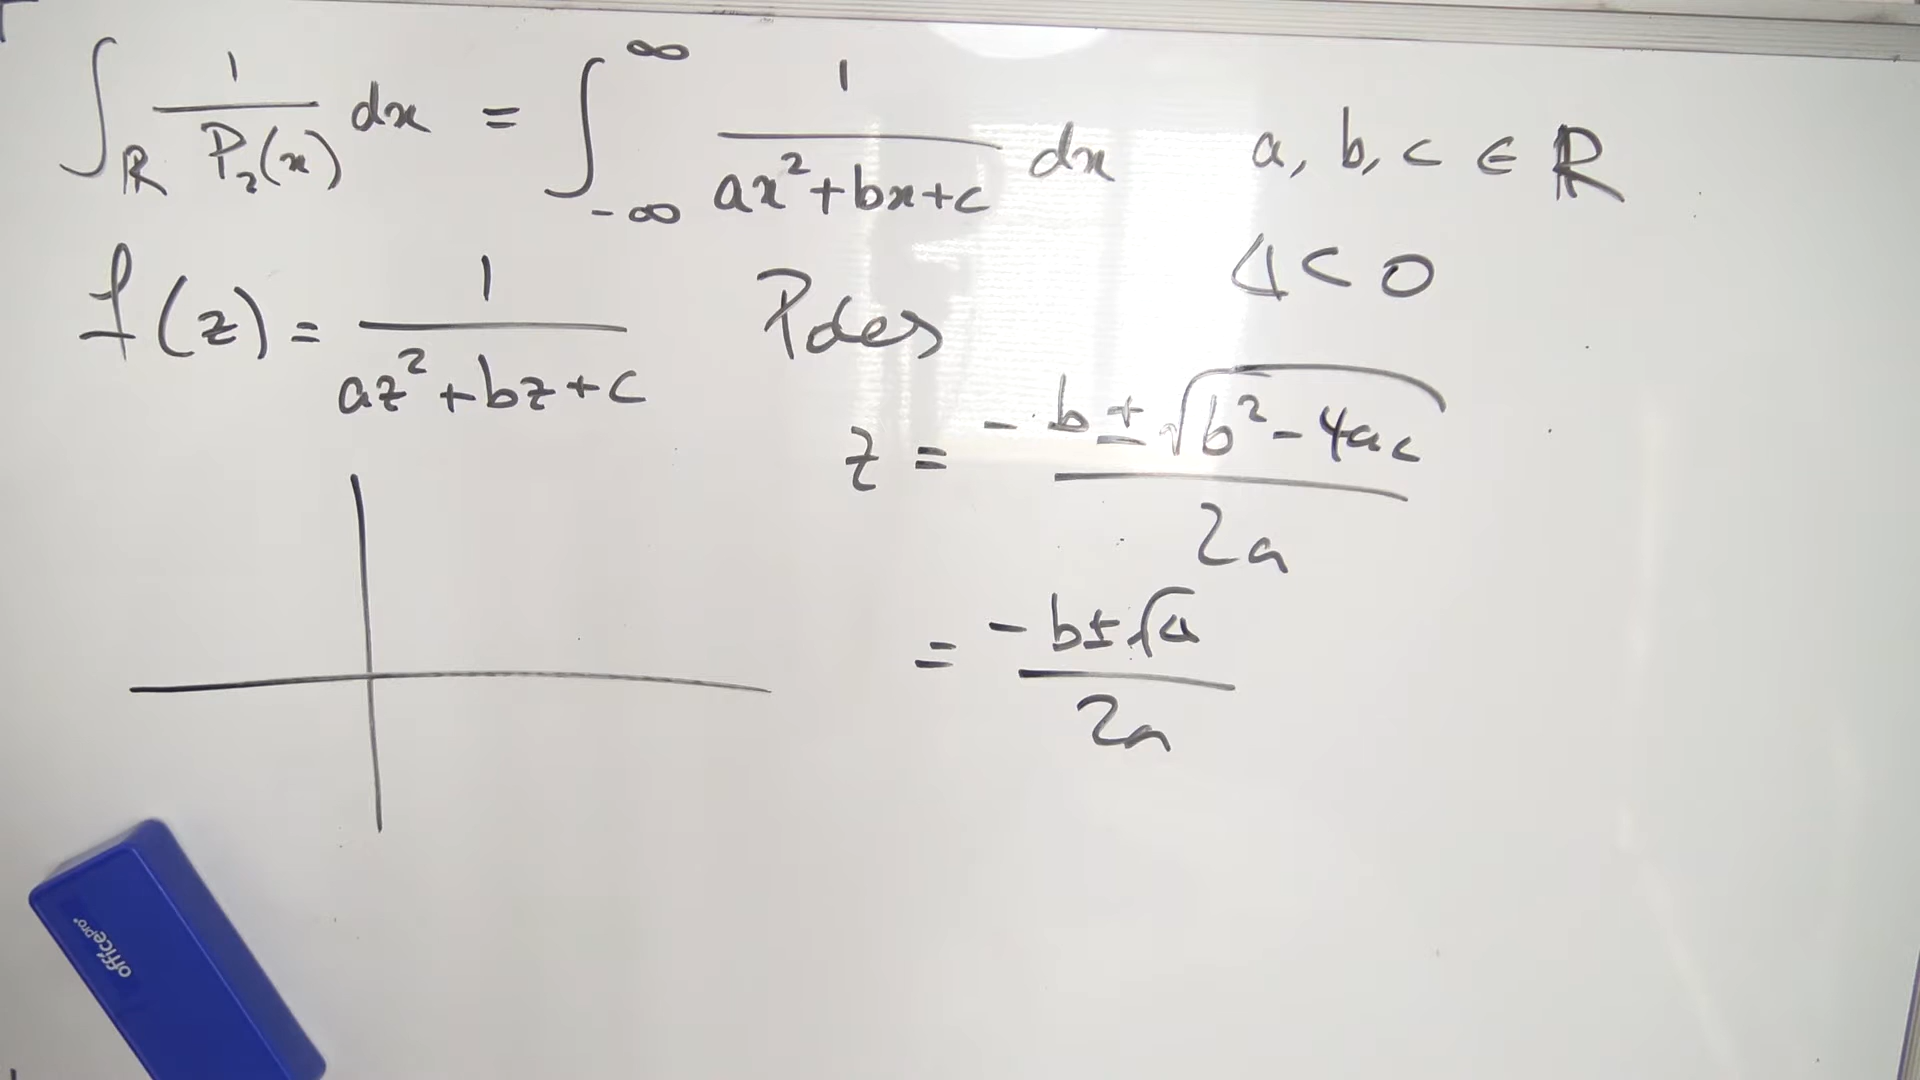 ∫_R 1/P₂(x) dx = ∫_{-∞}^{∞} 1/(ax²+bx+c) dx a, b, c ∈ R
Δ < 0
f(z) = 1/(az²+bz+c) Poles
z = (-b ± √(b²-4ac))/(2a)
= (-b ± √Δ)/(2a)
officepro